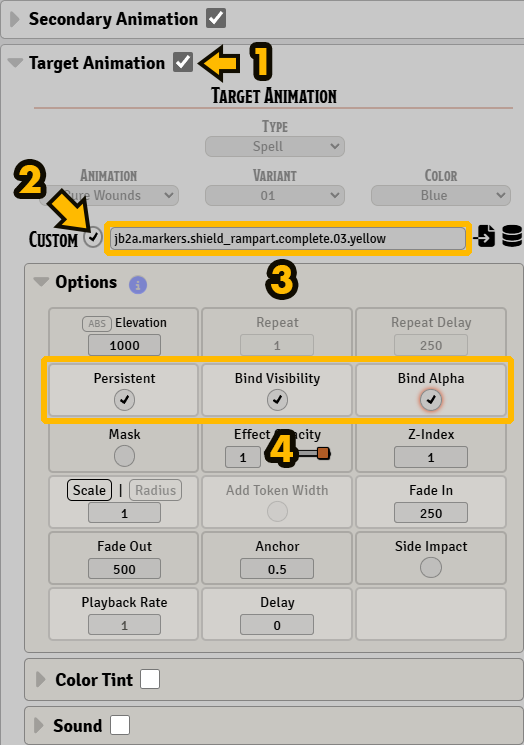 Secondary Animation
Target Animation 1
Target Animation
Type
Spell
Animation Variant Color
2 Cure Wounds 01 Blue
Custom jb2a.markers.shield_rampart.complete.03.yellow
Options i 3
ABS Elevation Repeat Repeat Delay
1000 1 250
Persistent Bind Visibility Bind Alpha
Mask Effect Z-Index
1 4 1
Scale | Radius Add Token Width Fade In
1 250
Fade Out Anchor Side Impact
500 0.5
Playback Rate Delay
1 0
Color Tint
Sound